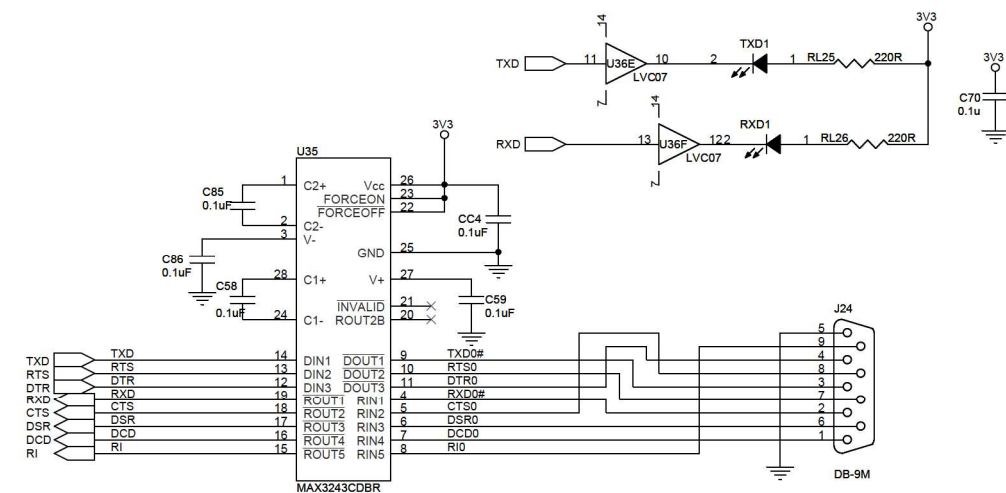 14
3V3
TXD 11 U36E 10 2 TXD1 1 RL25 220R
LVC07
7
3V3
C70
0.1u
14
RXD 13 U36F 12 2 RXD1 1 RL26 220R
LVC07
7
3V3
U35
1 C2+ Vcc 26
C85
0.1uF
FORCEON 23
FORCEOFF 22
2 C2-
3 V-
CC4
0.1uF
GND 25
C86
0.1uF
28 C1+ V+ 27
C58
0.1uF
C59
0.1uF
INVALID 21
24 C1- ROUT2B 20
J24
TXD TXD 14 DIN1 DOUT1 9 TXD0#
RTS RTS 13 DIN2 DOUT2 10 RTS0
DTR DTR 12 DIN3 DOUT3 11 DTR0
RXD RXD 19 ROUT1 RIN1 4 RXD0#
CTS CTS 18 ROUT2 RIN2 5 CTS0
DSR DSR 17 ROUT3 RIN3 6 DSR0
DCD DCD 16 ROUT4 RIN4 7 DCD0
RI RI 15 ROUT5 RIN5 8 RI0
5
9
4
8
3
7
2
6
1
DB-9M
MAX3243CDBR